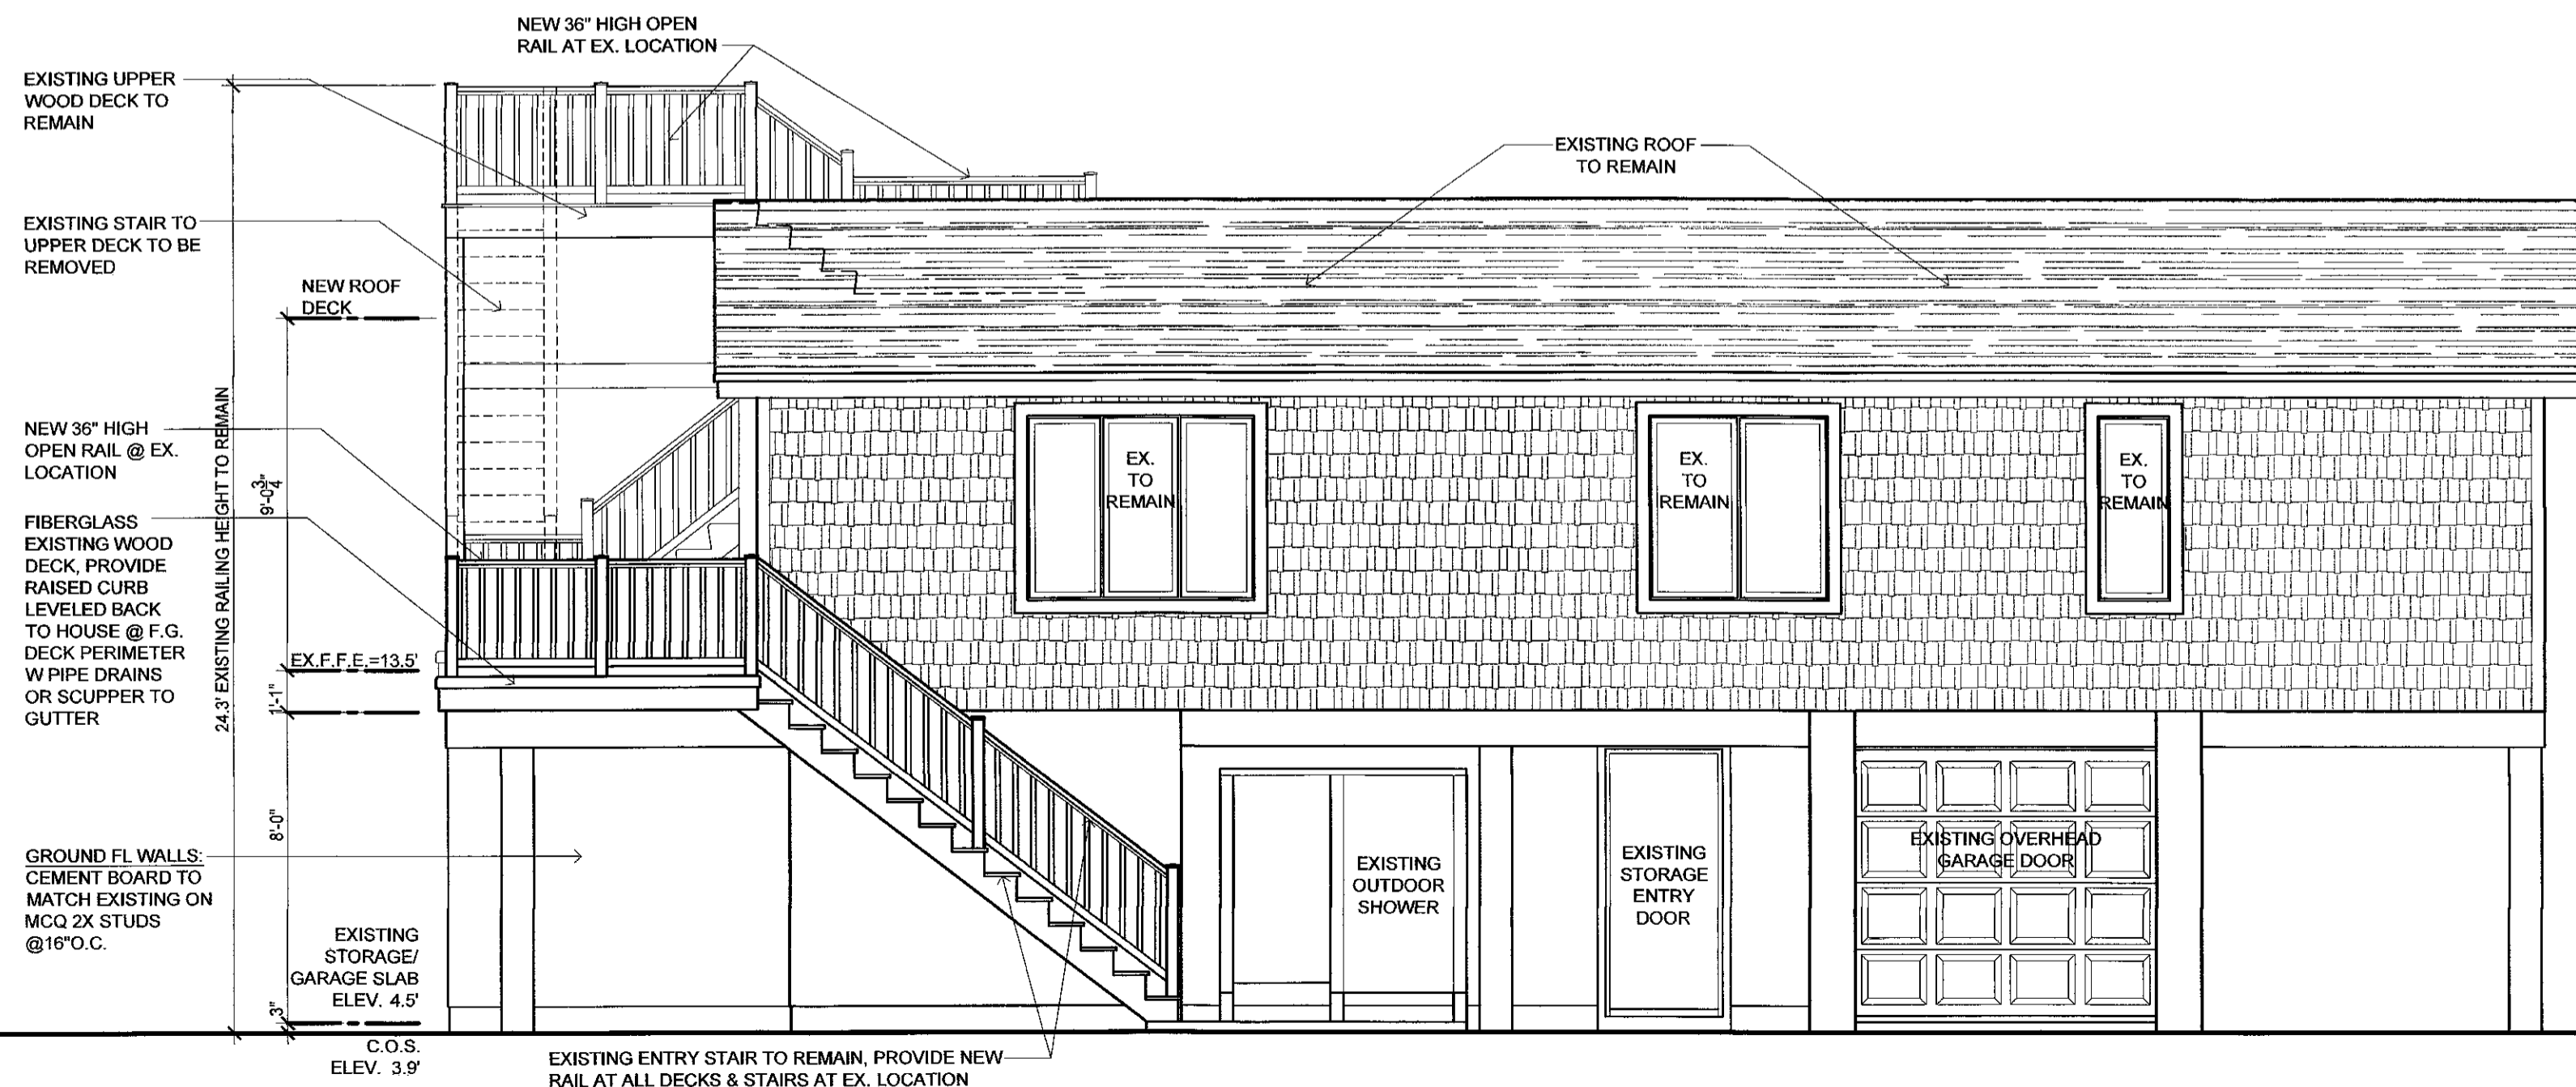 NEW 36" HIGH OPEN
RAIL AT EX. LOCATION
EXISTING UPPER
WOOD DECK TO
REMAIN
EXISTING ROOF
TO REMAIN
EXISTING STAIR TO
UPPER DECK TO BE
REMOVED
NEW ROOF
DECK
24.3' EXISTING RAILING HEIGHT TO REMAIN
9'-0 3/4"
NEW 36" HIGH
OPEN RAIL @ EX.
LOCATION
EX.
TO
REMAIN
EX.
TO
REMAIN
EX.
TO
REMAIN
FIBERGLASS
EXISTING WOOD
DECK, PROVIDE
RAISED CURB
LEVELED BACK
TO HOUSE @ F.G.
DECK PERIMETER
W PIPE DRAINS
OR SCUPPER TO
GUTTER
EX.F.F.E.=13.5'
1'-1"
8'-0"
GROUND FL WALLS:
CEMENT BOARD TO
MATCH EXISTING ON
MCQ 2X STUDS
@16"O.C.
EXISTING
OUTDOOR
SHOWER
EXISTING
STORAGE
ENTRY
DOOR
EXISTING OVERHEAD
GARAGE DOOR
EXISTING
STORAGE/
GARAGE SLAB
ELEV. 4.5'
3"
C.O.S.
ELEV. 3.9'
EXISTING ENTRY STAIR TO REMAIN, PROVIDE NEW
RAIL AT ALL DECKS & STAIRS AT EX. LOCATION